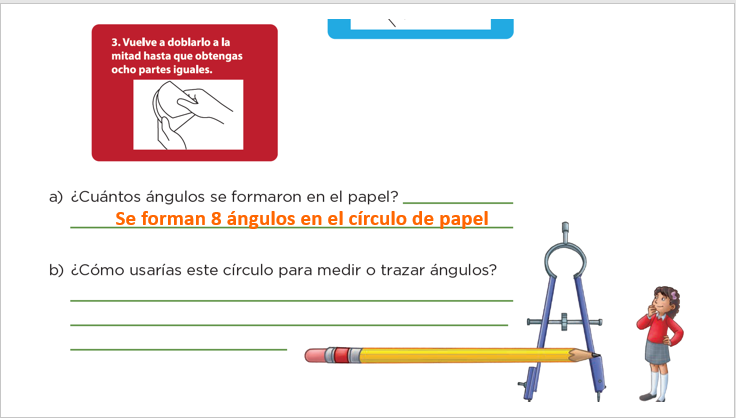 3. Vuelve a doblarlo a la
mitad hasta que obtengas
ocho partes iguales.
a) ¿Cuántos ángulos se formaron en el papel?
Se forman 8 ángulos en el círculo de papel
b) ¿Cómo usarías este círculo para medir o trazar ángulos?